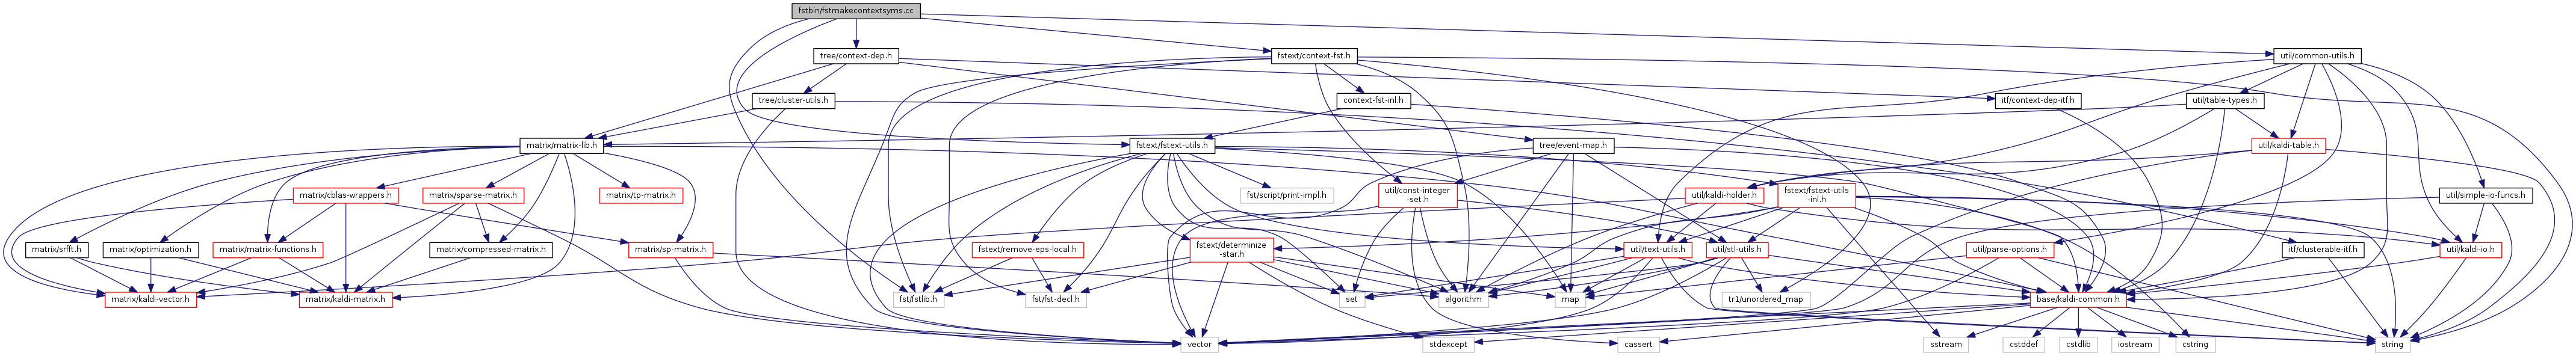 fstbin/fstmakecontextsyms.cc
tree/context-dep.h
fstext/context-fst.h
util/common-utils.h
tree/cluster-utils.h
context-fst-inl.h
itf/context-dep-itf.h
util/table-types.h
matrix/matrix-lib.h
fstext/fstext-utils.h
tree/event-map.h
util/kaldi-table.h
matrix/cblas-wrappers.h
matrix/sparse-matrix.h
matrix/tp-matrix.h
fst/script/print-impl.h
util/const-integer
-set.h
util/kaldi-holder.h
fstext/fstext-utils
-inl.h
util/simple-io-funcs.h
matrix/srfft.h
matrix/optimization.h
matrix/matrix-functions.h
matrix/compressed-matrix.h
matrix/sp-matrix.h
fstext/remove-eps-local.h
fstext/determinize
-star.h
util/text-utils.h
util/stl-utils.h
util/parse-options.h
itf/clusterable-itf.h
util/kaldi-io.h
matrix/kaldi-vector.h
matrix/kaldi-matrix.h
fst/fstlib.h
fst/fst-decl.h
set
algorithm
map
tr1/unordered_map
base/kaldi-common.h
vector
stdexcept
cassert
sstream
cstddef
cstdlib
iostream
cstring
string